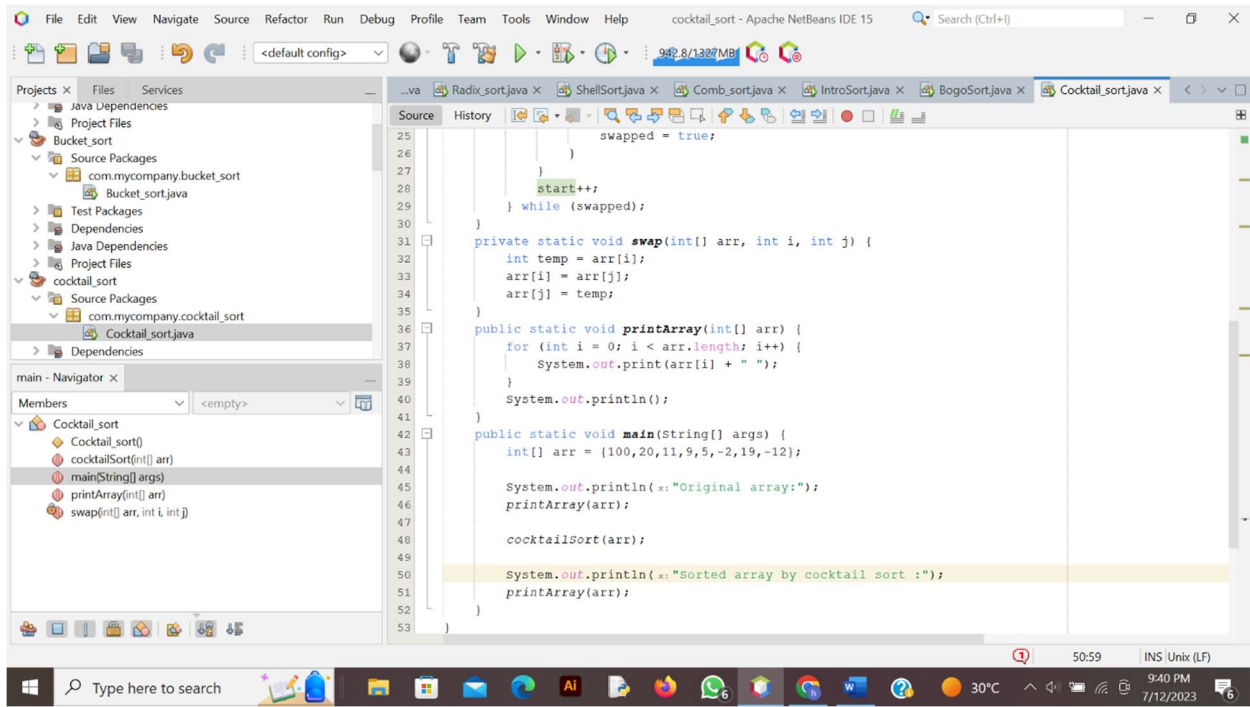 File Edit View Navigate Source Refactor Run Debug Profile Team Tools Window Help cocktail_sort - Apache NetBeans IDE 15 Search (Ctrl+I)
<default config> 942.8/1327MB
Projects Files Services
Java Dependencies
Project Files
Bucket_sort
Source Packages
com.mycompany.bucket_sort
Bucket_sort.java
Test Packages
Dependencies
Java Dependencies
Project Files
cocktail_sort
Source Packages
com.mycompany.cocktail_sort
Cocktail_sort.java
Dependencies
main - Navigator
Members <empty>
Cocktail_sort
Cocktail_sort()
cocktailSort(int[] arr)
main(String[] args)
printArray(int[] arr)
swap(int[] arr, int i, int j)
...va Radix_sort.java ShellSort.java Comb_sort.java IntroSort.java BogoSort.java Cocktail_sort.java
Source History
25 swapped = true;
26 }
27 }
28 start++;
29 } while (swapped);
30 }
31 private static void swap(int[] arr, int i, int j) {
32 int temp = arr[i];
33 arr[i] = arr[j];
34 arr[j] = temp;
35 }
36 public static void printArray(int[] arr) {
37 for (int i = 0; i < arr.length; i++) {
38 System.out.print(arr[i] + " ");
39 }
40 System.out.println();
41 }
42 public static void main(String[] args) {
43 int[] arr = {100,20,11,9,5,-2,19,-12};
44
45 System.out.println( x: "Original array:");
46 printArray(arr);
47
48 cocktailSort(arr);
49
50 System.out.println( x: "Sorted array by cocktail sort :");
51 printArray(arr);
52 }
53 }
1 50:59 INS Unix (LF)
Type here to search Ai 6 30°C 9:40 PM
7/12/2023 6